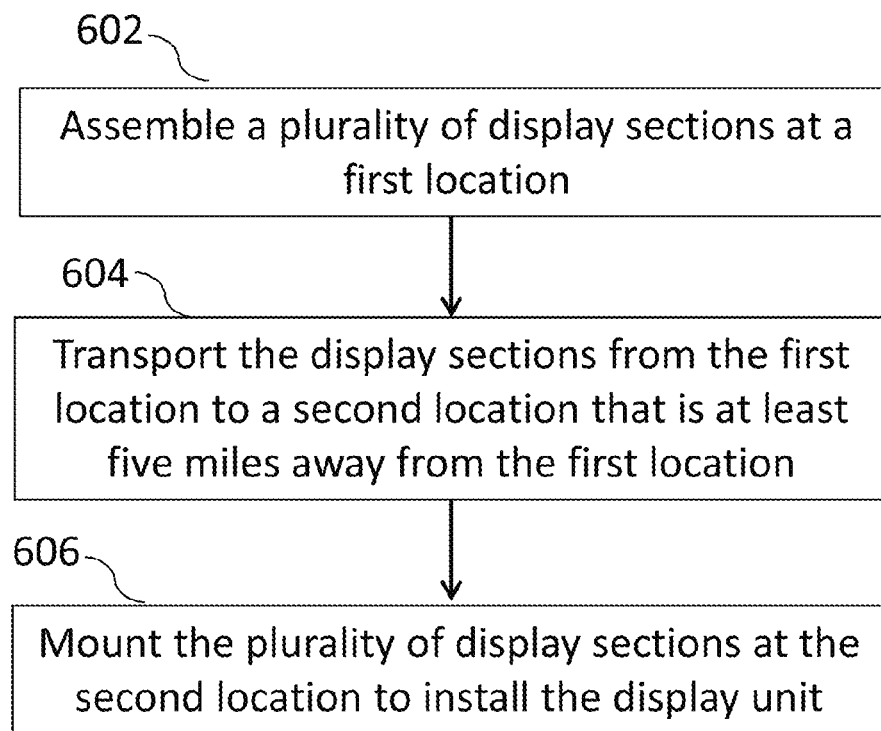 602
Assemble a plurality of display sections at a
first location
604
Transport the display sections from the first
location to a second location that is at least
five miles away from the first location
606
Mount the plurality of display sections at the
second location to install the display unit